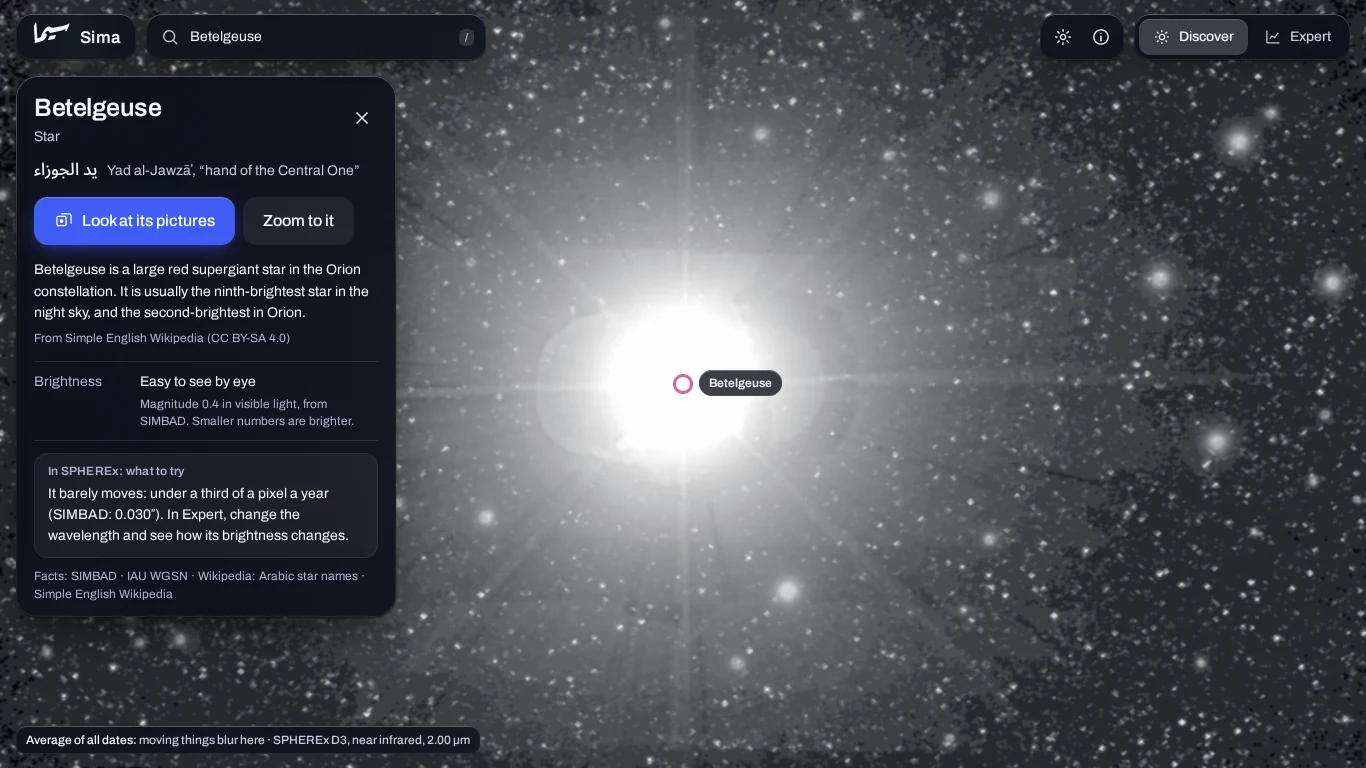 Sima
Betelgeuse
/
Discover
Expert
Betelgeuse
Star
يد الجوزاء Yad al-Jawzāʾ, “hand of the Central One”
Look at its pictures
Zoom to it
Betelgeuse is a large red supergiant star in the Orion
constellation. It is usually the ninth-brightest star in the
night sky, and the second-brightest in Orion.
From Simple English Wikipedia (CC BY-SA 4.0)
Brightness
Easy to see by eye
Magnitude 0.4 in visible light, from
SIMBAD. Smaller numbers are brighter.
In SPHEREx: what to try
It barely moves: under a third of a pixel a year
(SIMBAD: 0.030″). In Expert, change the
wavelength and see how its brightness changes.
Facts: SIMBAD · IAU WGSN · Wikipedia: Arabic star names ·
Simple English Wikipedia
Betelgeuse
Average of all dates: moving things blur here · SPHEREx D3, near infrared, 2.00 µm